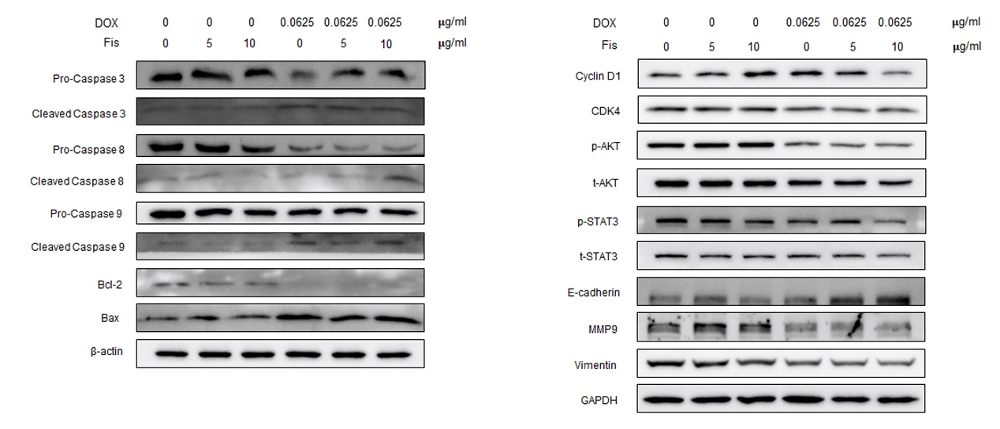 DOX 0 0 0 0.0625 0.0625 0.0625 μg/ml
Fis 0 5 10 0 5 10 μg/ml
Pro-Caspase 3
Cleaved Caspase 3
Pro-Caspase 8
Cleaved Caspase 8
Pro-Caspase 9
Cleaved Caspase 9
Bcl-2
Bax
β-actin
DOX 0 0 0 0.0625 0.0625 0.0625 μg/ml
Fis 0 5 10 0 5 10 μg/ml
Cyclin D1
CDK4
p-AKT
t-AKT
p-STAT3
t-STAT3
E-cadherin
MMP9
Vimentin
GAPDH